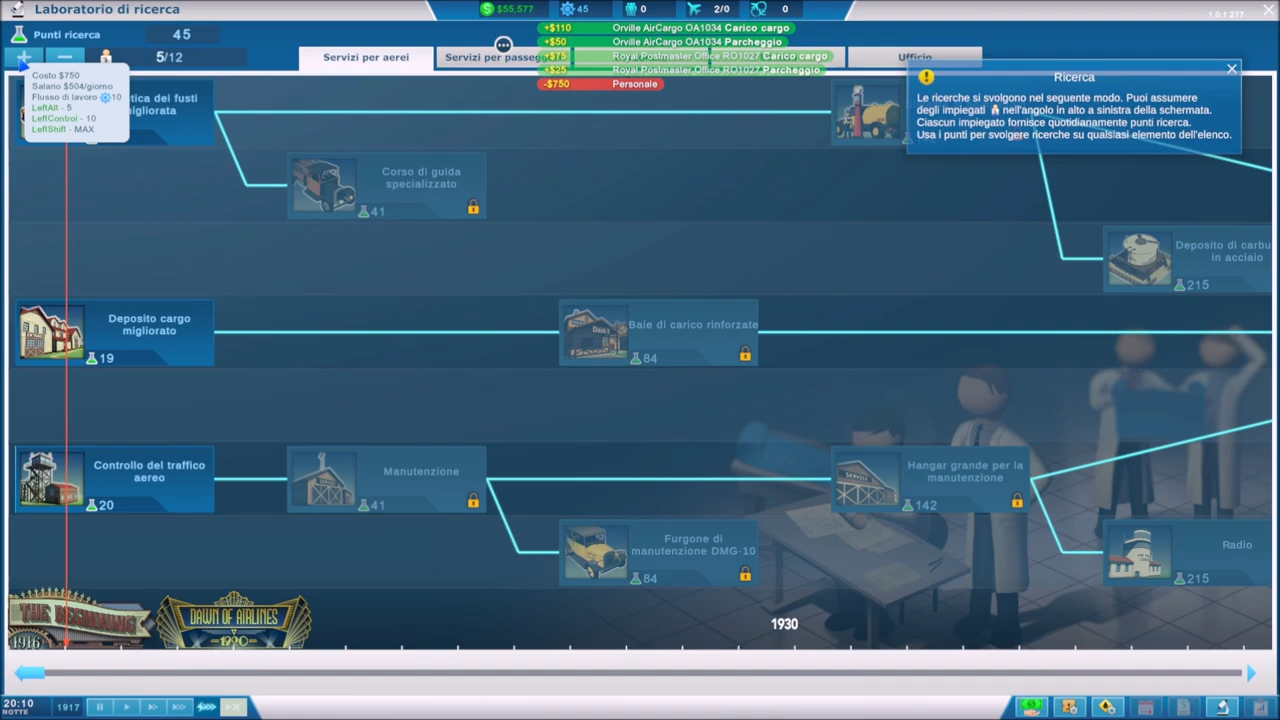 Laboratorio di ricerca
$55,577
45
0
2/0
0
1.0.1.277
Punti ricerca
45
5/12
Servizi per aerei
Servizi per passeg
Ufficio
+$110 Orville AirCargo OA1034 Carico cargo
+$50 Orville AirCargo OA1034 Parcheggio
+$75 Royal Postmaster Office RO1027 Carico cargo
+$25 Royal Postmaster Office RO1027 Parcheggio
-$750 Personale
Costo $750
Salario $504/giorno
Flusso di lavoro 10
LeftAlt - 5
LeftControl - 10
LeftShift - MAX
tica dei fusti
migliorata
Ricerca
Le ricerche si svolgono nel seguente modo. Puoi assumere
degli impiegati nell'angolo in alto a sinistra della schermata.
Ciascun impiegato fornisce quotidianamente punti ricerca.
Usa i punti per svolgere ricerche su qualsiasi elemento dell'elenco.
Corso di guida
specializzato
41
Deposito di carbu
in acciaio
215
Deposito cargo
migliorato
19
Baie di carico rinforzate
84
Controllo del traffico
aereo
20
Manutenzione
41
Hangar grande per la
manutenzione
142
Furgone di
manutenzione DMG-10
84
Radio
215
THE BEGINNING
1916
DAWN OF AIRLINES
1920
1930
20:10
NOTTE
1917